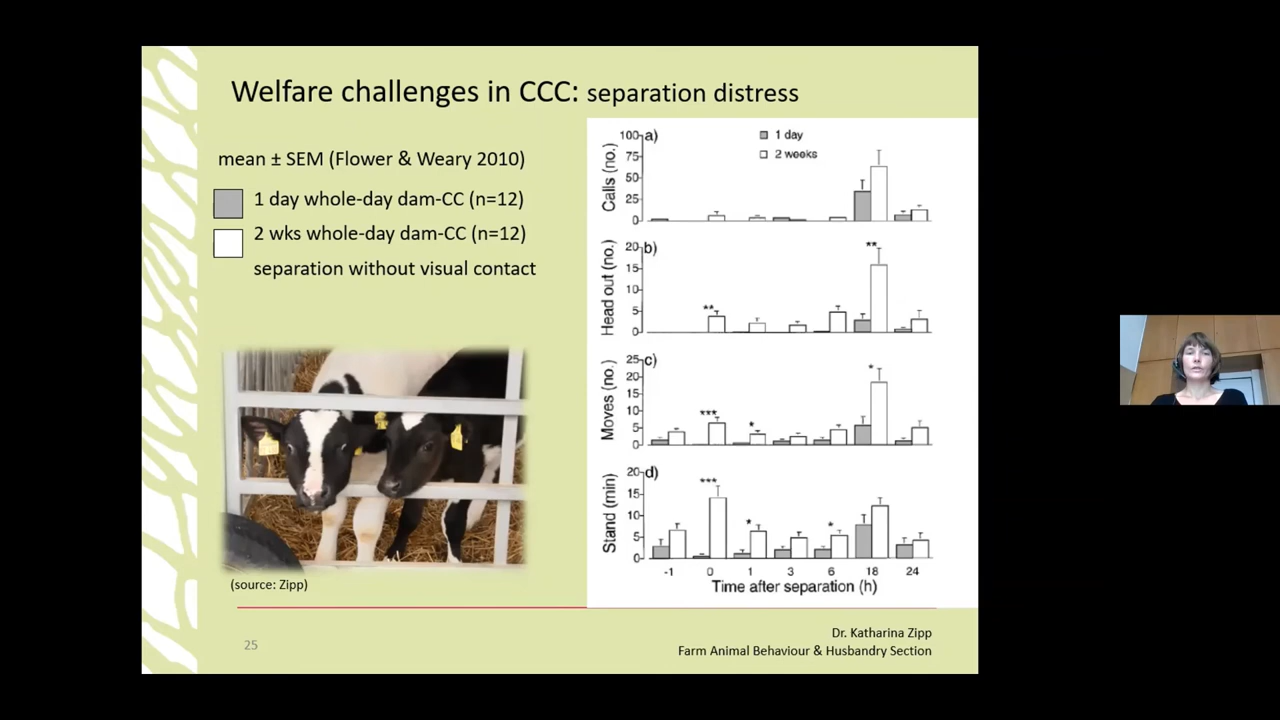 Welfare challenges in CCC: separation distress
mean ± SEM (Flower & Weary 2010)
1 day whole-day dam-CC (n=12)
2 wks whole-day dam-CC (n=12)
separation without visual contact
(source: Zipp)
a)
1 day
2 weeks
Calls (no.)
100
75
50
25
0
b)
Head out (no.)
20
15
10
5
0
**
**
c)
Moves (no.)
25
20
15
10
5
0
***
*
*
d)
Stand (min)
20
15
10
5
0
***
*
*
-1 0 1 3 6 18 24
Time after separation (h)
25
Dr. Katharina Zipp
Farm Animal Behaviour & Husbandry Section